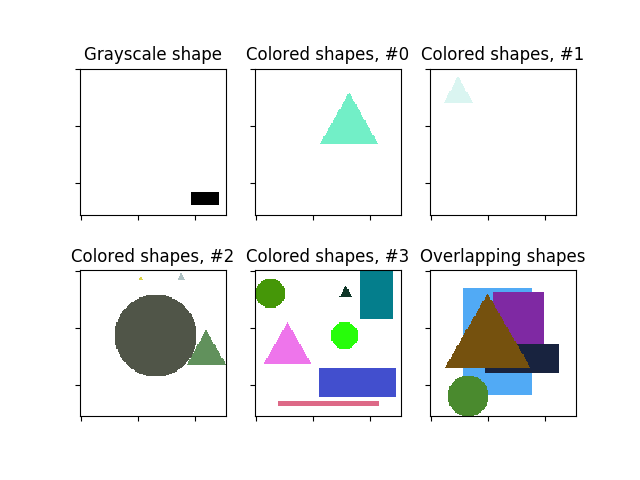 Grayscale shape
Colored shapes, #0
Colored shapes, #1
Colored shapes, #2
Colored shapes, #3
Overlapping shapes